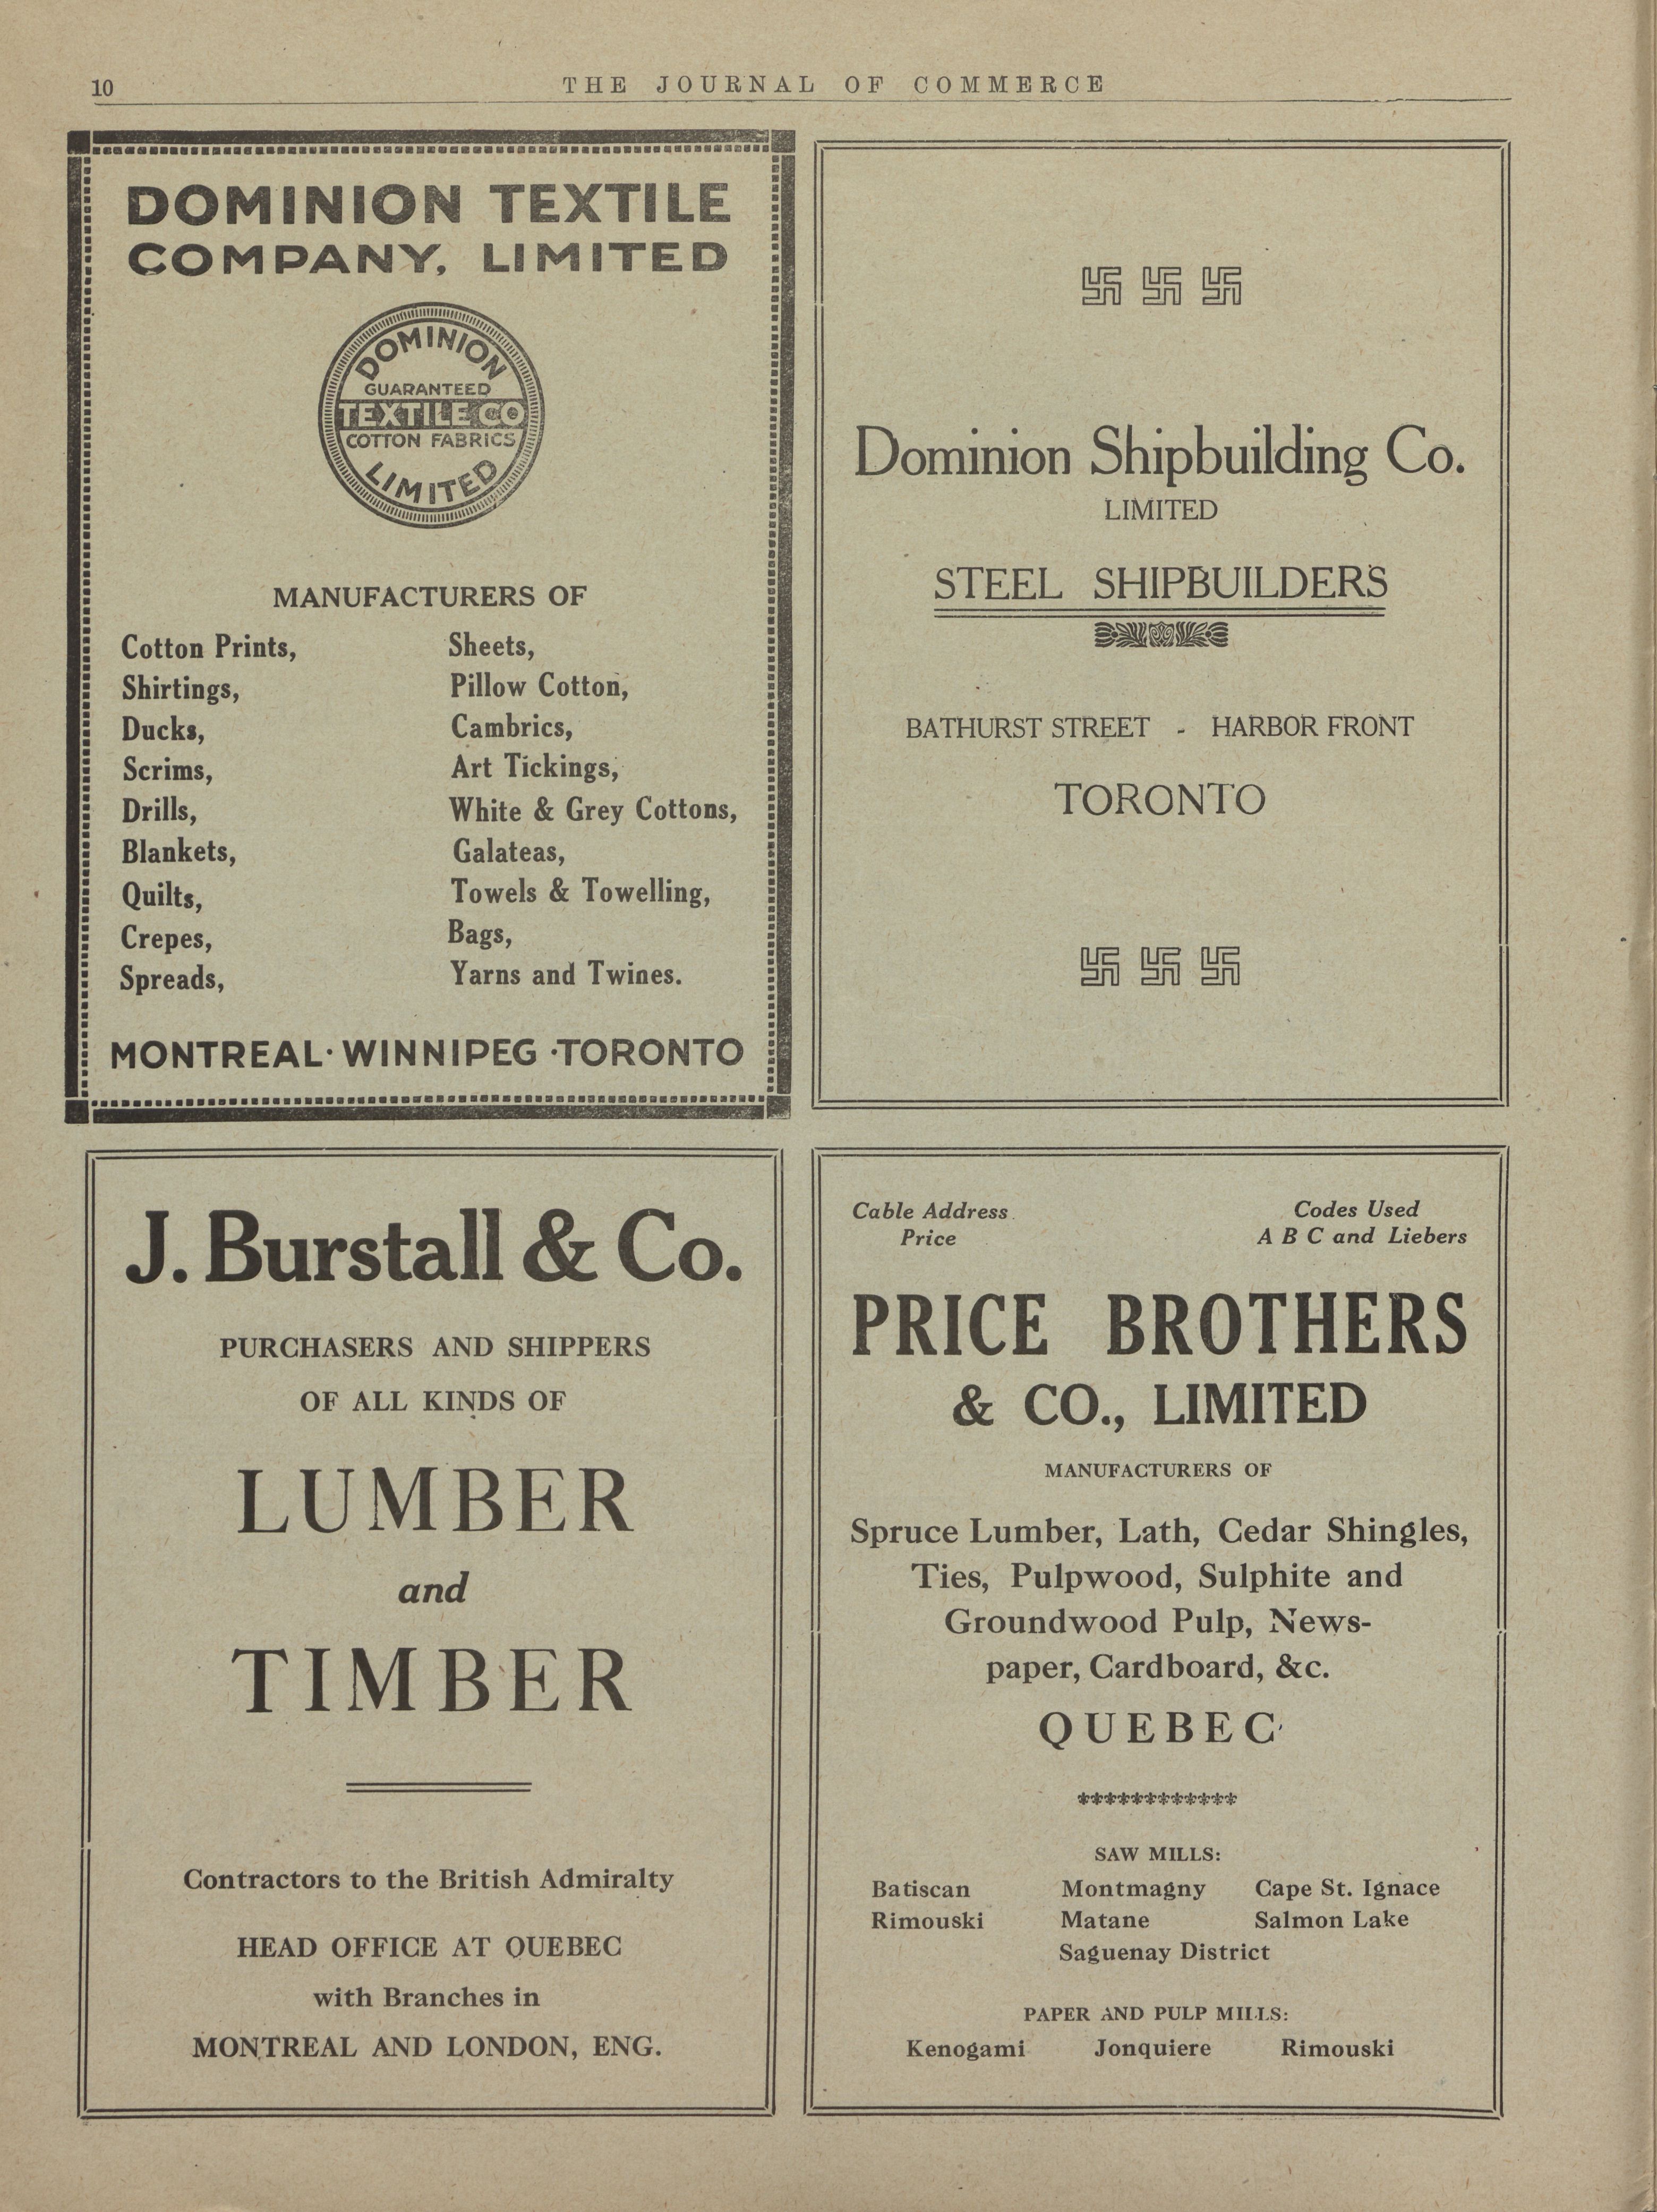 10
THE JOURNAL OF COMMERCE
DOMINION TEXTILE
COMPANY, LIMITED
DOMINION
GUARANTEED
TEXTILE CO
COTTON FABRICS
LIMITED
MANUFACTURERS OF
Cotton Prints,
Shirtings,
Ducks,
Scrims,
Drills,
Blankets,
Quilts,
Crepes,
Spreads,
Sheets,
Pillow Cotton,
Cambrics,
Art Tickings,
White & Grey Cottons,
Galateas,
Towels & Towelling,
Bags,
Yarns and Twines.
MONTREAL·WINNIPEG·TORONTO
Dominion Shipbuilding Co.
LIMITED
STEEL SHIPBUILDERS
BATHURST STREET - HARBOR FRONT
TORONTO
J. Burstall & Co.
PURCHASERS AND SHIPPERS
OF ALL KINDS OF
LUMBER
and
TIMBER
Contractors to the British Admiralty
HEAD OFFICE AT QUEBEC
with Branches in
MONTREAL AND LONDON, ENG.
Cable Address
Price
Codes Used
A B C and Liebers
PRICE BROTHERS
& CO., LIMITED
MANUFACTURERS OF
Spruce Lumber, Lath, Cedar Shingles,
Ties, Pulpwood, Sulphite and
Groundwood Pulp, News-
paper, Cardboard, &c.
QUEBEC
SAW MILLS:
Batiscan Montmagny Cape St. Ignace
Rimouski Matane Salmon Lake
Saguenay District
PAPER AND PULP MILLS:
Kenogami Jonquiere Rimouski